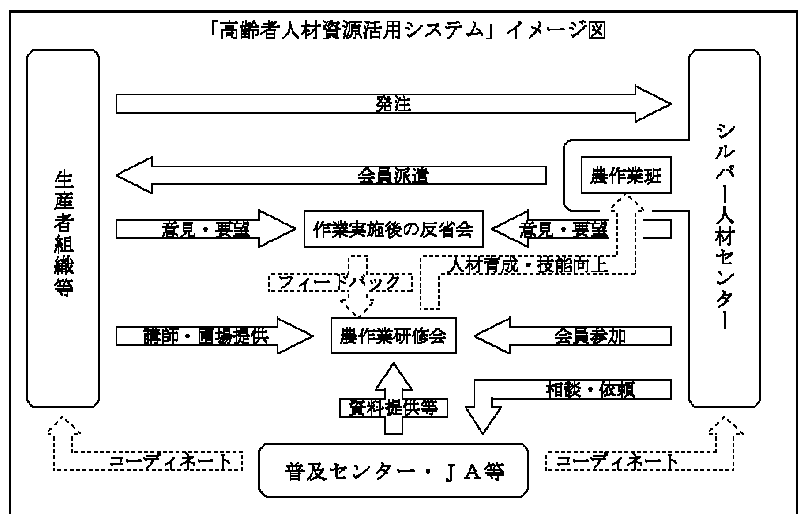 「高齢者人材資源活用システム」イメージ図
発注
生産者組織等
シルバー人材センター
会員派遣
農作業班
意見・要望
作業実施後の反省会
意見・要望
フィードバック
人材育成・技能向上
講師・圃場提供
農作業研修会
会員参加
相談・依頼
資料提供等
コーディネート
普及センター・ＪＡ等
コーディネート